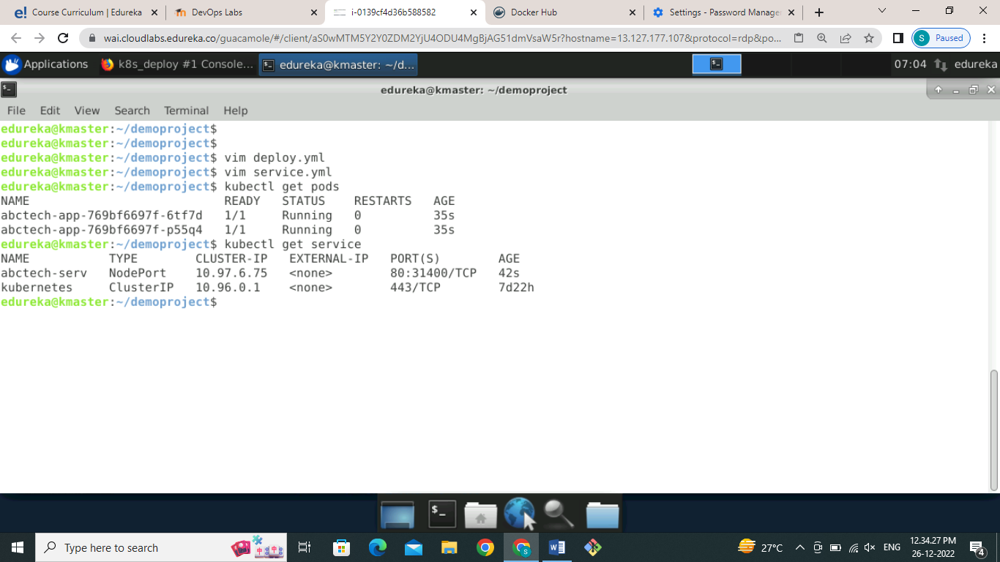 e! Course Curriculum | Edureka
DevOps Labs
i-0139cf4d36b588582
Docker Hub
Settings - Password Manage
wai.cloudlabs.edureka.co/guacamole/#/client/aS0wMTM5Y2Y0ZDM2YjU4ODU4MgBjAG51dmVsaW5r?hostname=13.127.177.107&protocol=rdp&po...
S Paused
Applications
k8s_deploy #1 Console...
edureka@kmaster: ~/d...
07:04
edureka
edureka@kmaster: ~/demoproject
File Edit View Search Terminal Help
edureka@kmaster:~/demoproject$
edureka@kmaster:~/demoproject$
edureka@kmaster:~/demoproject$ vim deploy.yml
edureka@kmaster:~/demoproject$ vim service.yml
edureka@kmaster:~/demoproject$ kubectl get pods
NAME READY STATUS RESTARTS AGE
abctech-app-769bf6697f-6tf7d 1/1 Running 0 35s
abctech-app-769bf6697f-p55q4 1/1 Running 0 35s
edureka@kmaster:~/demoproject$ kubectl get service
NAME TYPE CLUSTER-IP EXTERNAL-IP PORT(S) AGE
abctech-serv NodePort 10.97.6.75 <none> 80:31400/TCP 42s
kubernetes ClusterIP 10.96.0.1 <none> 443/TCP 7d22h
edureka@kmaster:~/demoproject$
Type here to search
27°C
ENG
12.34.27 PM
26-12-2022
4